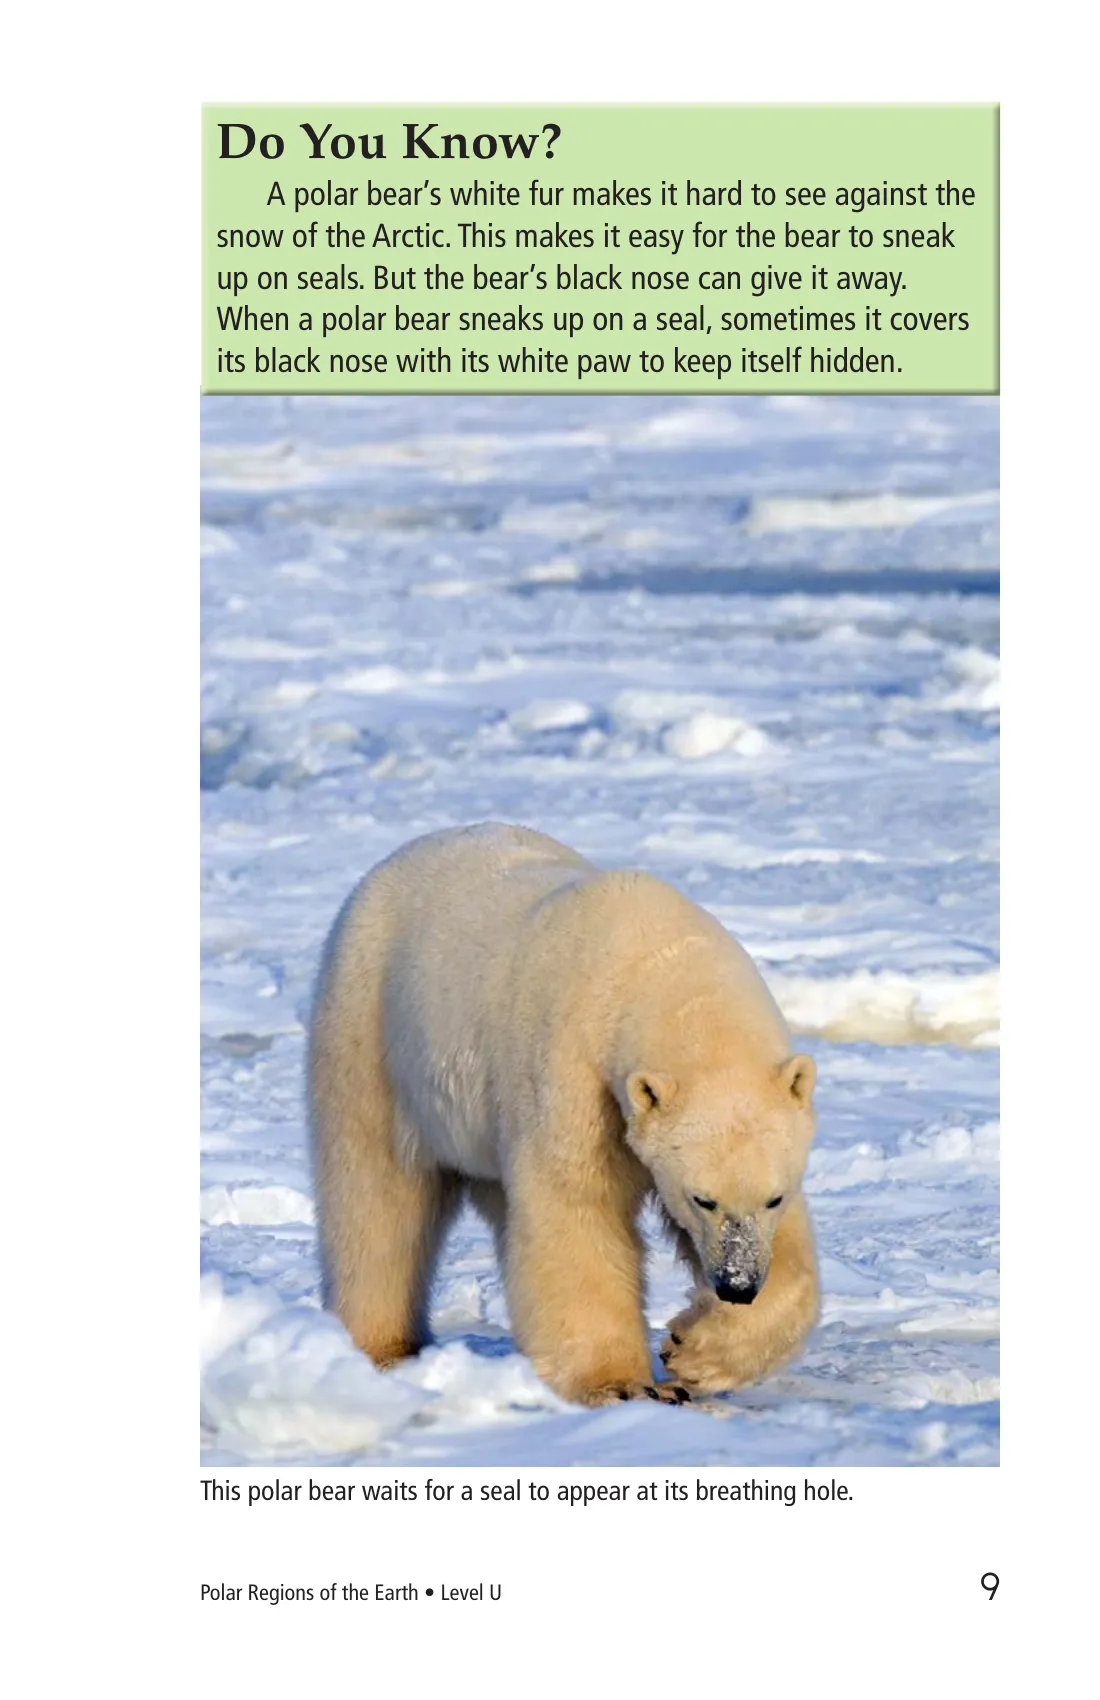 Do You Know?
A polar bear’s white fur makes it hard to see against the
snow of the Arctic. This makes it easy for the bear to sneak
up on seals. But the bear’s black nose can give it away.
When a polar bear sneaks up on a seal, sometimes it covers
its black nose with its white paw to keep itself hidden.
This polar bear waits for a seal to appear at its breathing hole.
Polar Regions of the Earth • Level U
9